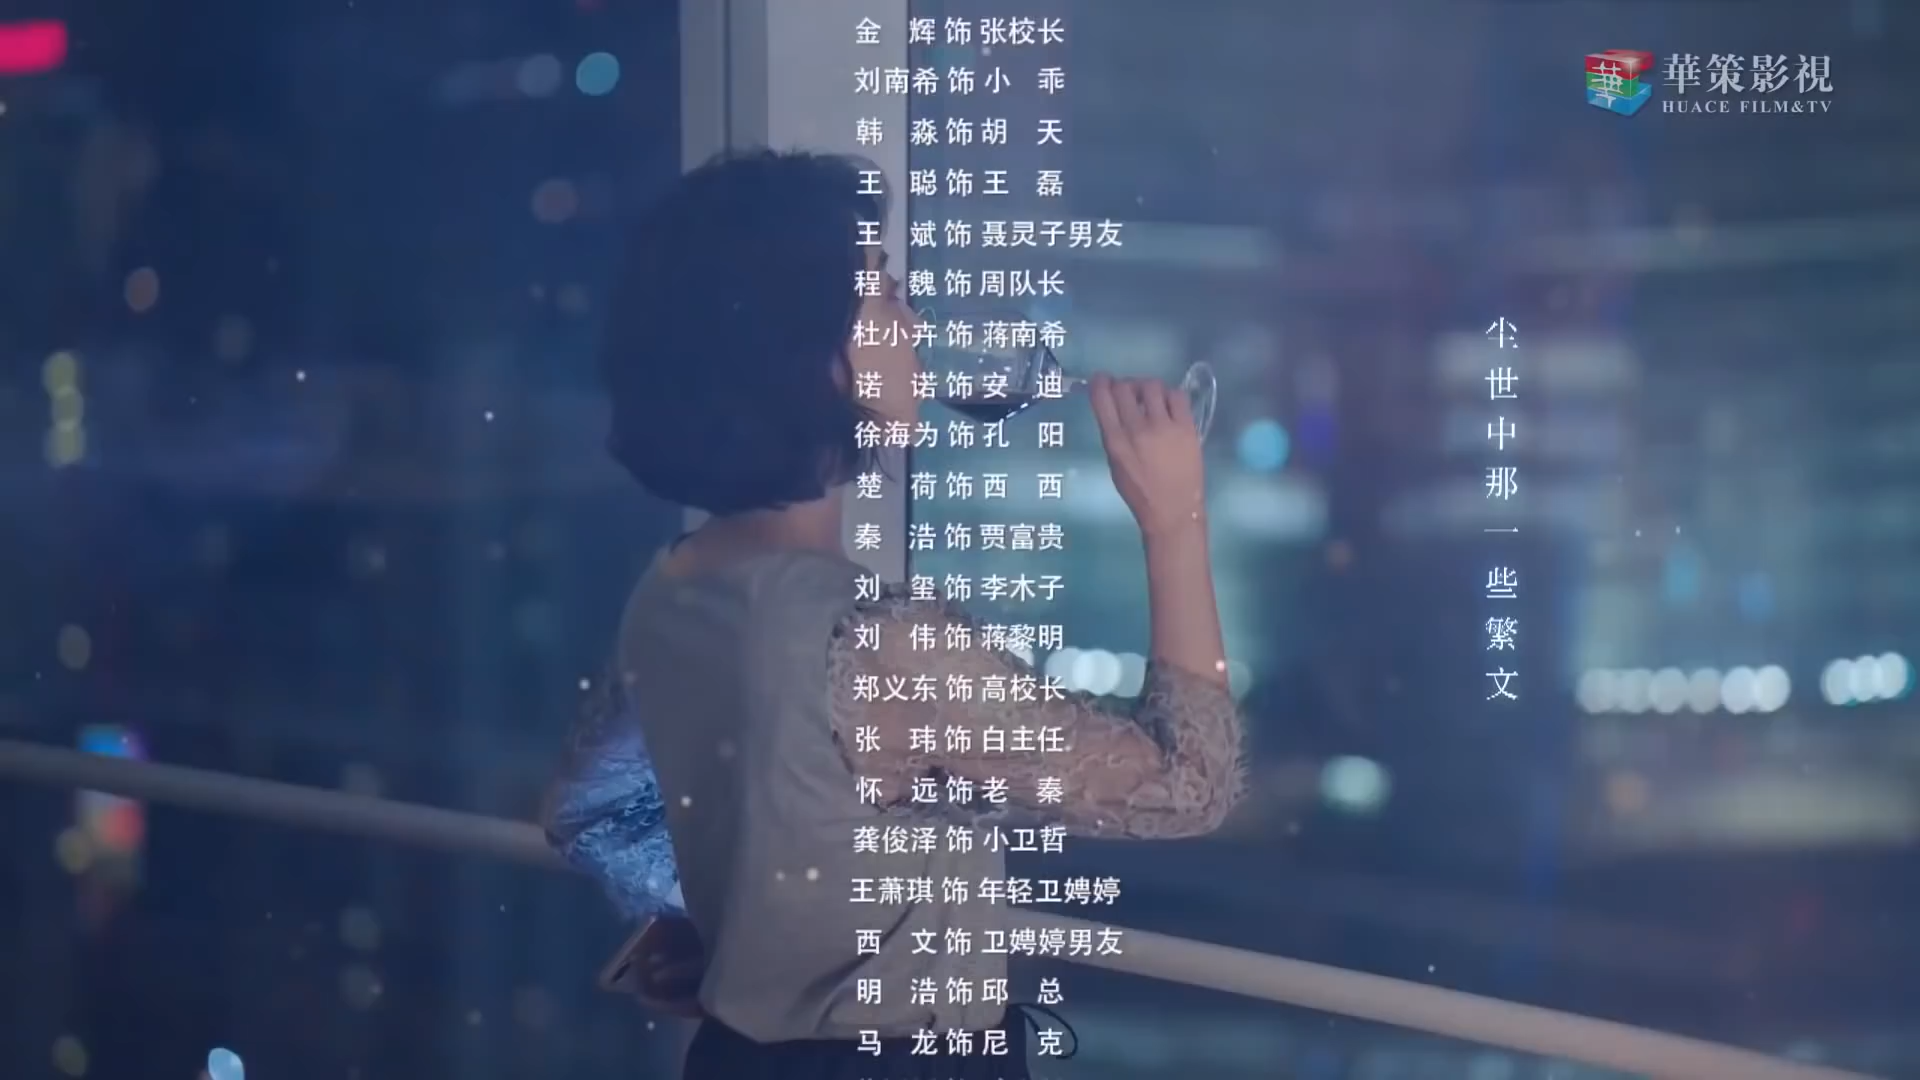 金 辉 饰 张校长
刘南希 饰 小 乖
韩 淼 饰 胡 天
王 聪 饰 王 磊
王 斌 饰 聂灵子男友
程 魏 饰 周队长
杜小卉 饰 蒋南希
诺 诺 饰 安 迪
徐海为 饰 孔 阳
楚 荷 饰 西 西
秦 浩 饰 贾富贵
刘 玺 饰 李木子
刘 伟 饰 蒋黎明
郑义东 饰 高校长
张 玮 饰 白主任
怀 远 饰 老 秦
龚俊泽 饰 小卫哲
王萧琪 饰 年轻卫娉婷
西 文 饰 卫娉婷男友
明 浩 饰 邱 总
马 龙 饰 尼 克
華策影視
HUACE FILM&TV
尘世中那一些繁文